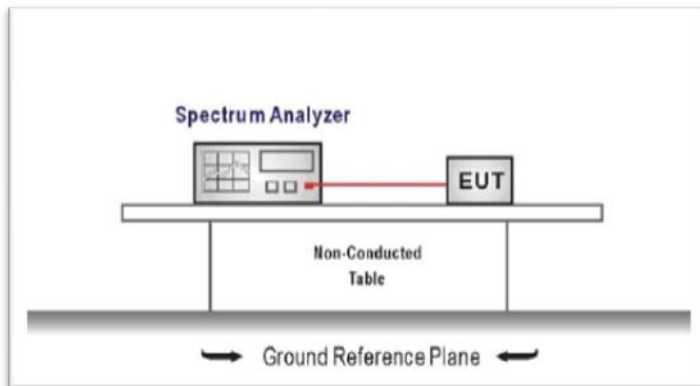 Spectrum Analyzer
EUT
Non-Conducted
Table
Ground Reference Plane